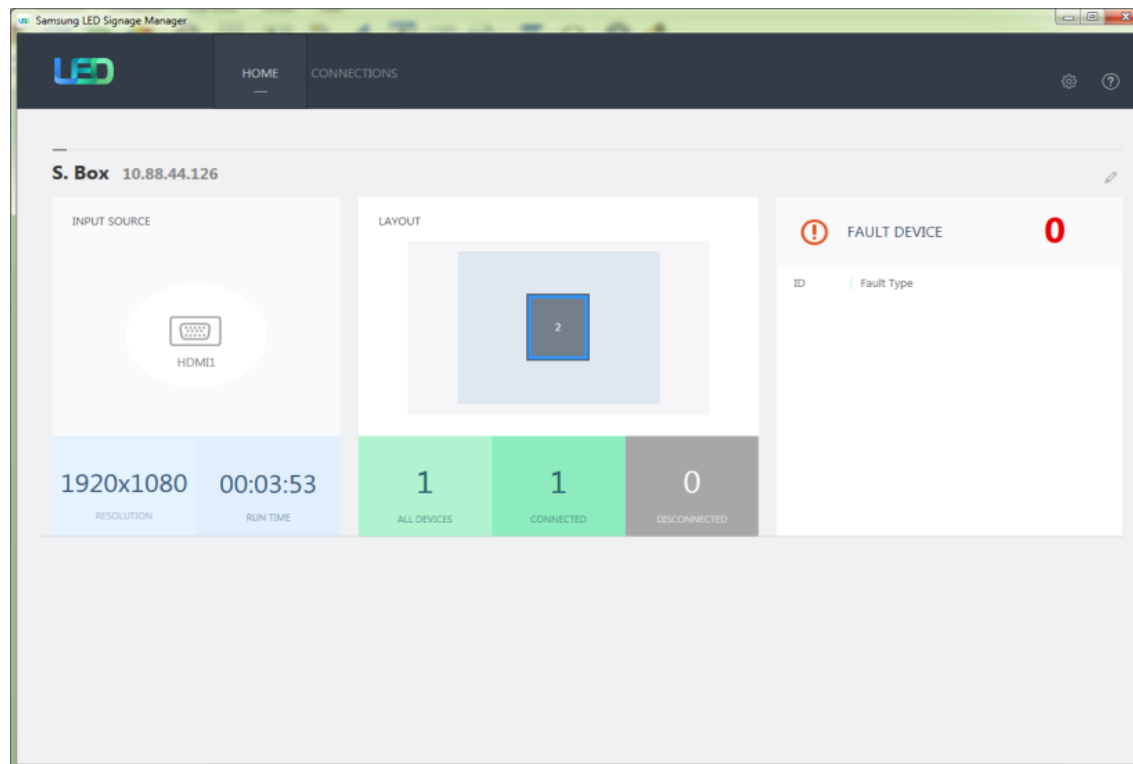 Samsung LED Signage Manager
LED
HOME
CONNECTIONS
S. Box 10.88.44.126
INPUT SOURCE
HDMI1
1920x1080
RESOLUTION
00:03:53
RUN TIME
LAYOUT
2
1
ALL DEVICES
1
CONNECTED
0
DISCONNECTED
FAULT DEVICE
0
ID
Fault Type